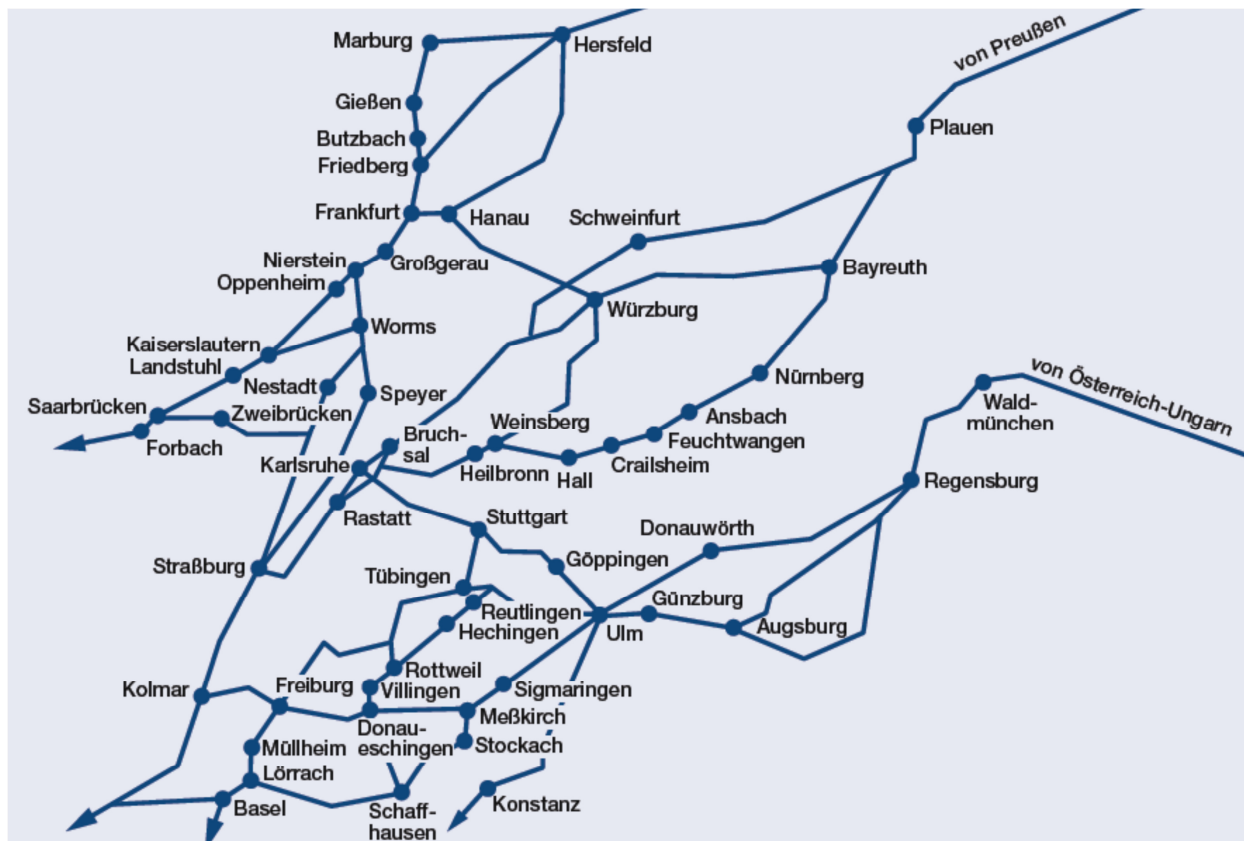 von Preußen
Marburg
Hersfeld
Gießen
Butzbach
Friedberg
Plauen
Frankfurt
Hanau
Schweinfurt
Großgerau
Nierstein
Oppenheim
Bayreuth
Würzburg
Worms
Kaiserslautern
Landstuhl
Nestadt
Speyer
Nürnberg
von Österreich-Ungarn
Wald-
münchen
Saarbrücken
Zweibrücken
Forbach
Weinsberg
Ansbach
Feuchtwangen
Bruch-
sal
Karlsruhe
Heilbronn
Hall
Crailsheim
Regensburg
Rastatt
Stuttgart
Donauwörth
Straßburg
Göppingen
Tübingen
Reutlingen
Hechingen
Ulm
Günzburg
Augsburg
Kolmar
Freiburg
Rottweil
Villingen
Sigmaringen
Meßkirch
Donau-
eschingen
Stockach
Müllheim
Lörrach
Basel
Schaff-
hausen
Konstanz